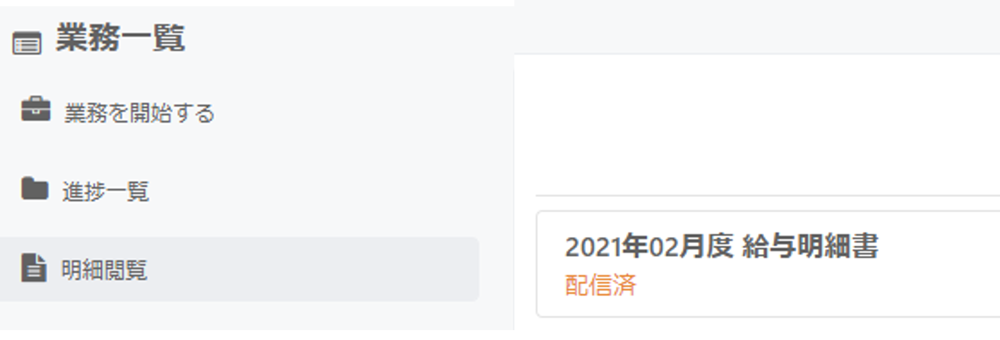 業務一覧
業務を開始する
進捗一覧
明細閲覧
2021年02月度 給与明細書
配信済